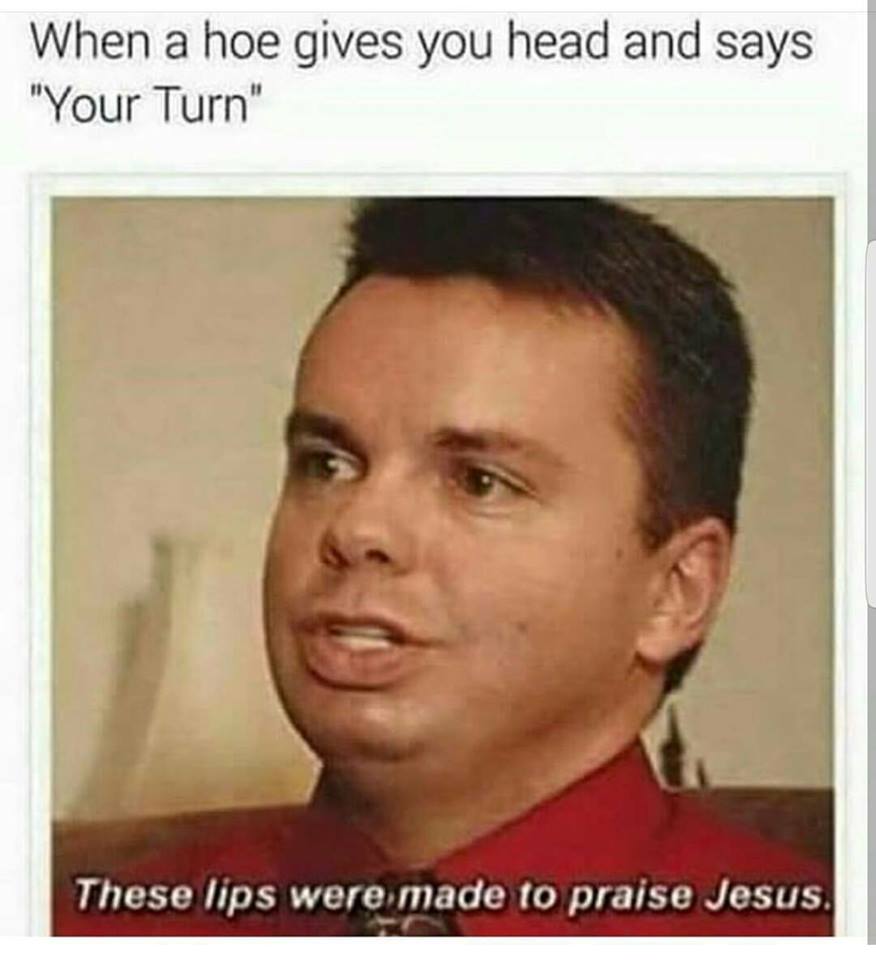 When a hoe gives you head and says
"Your Turn"
These lips were made to praise Jesus.